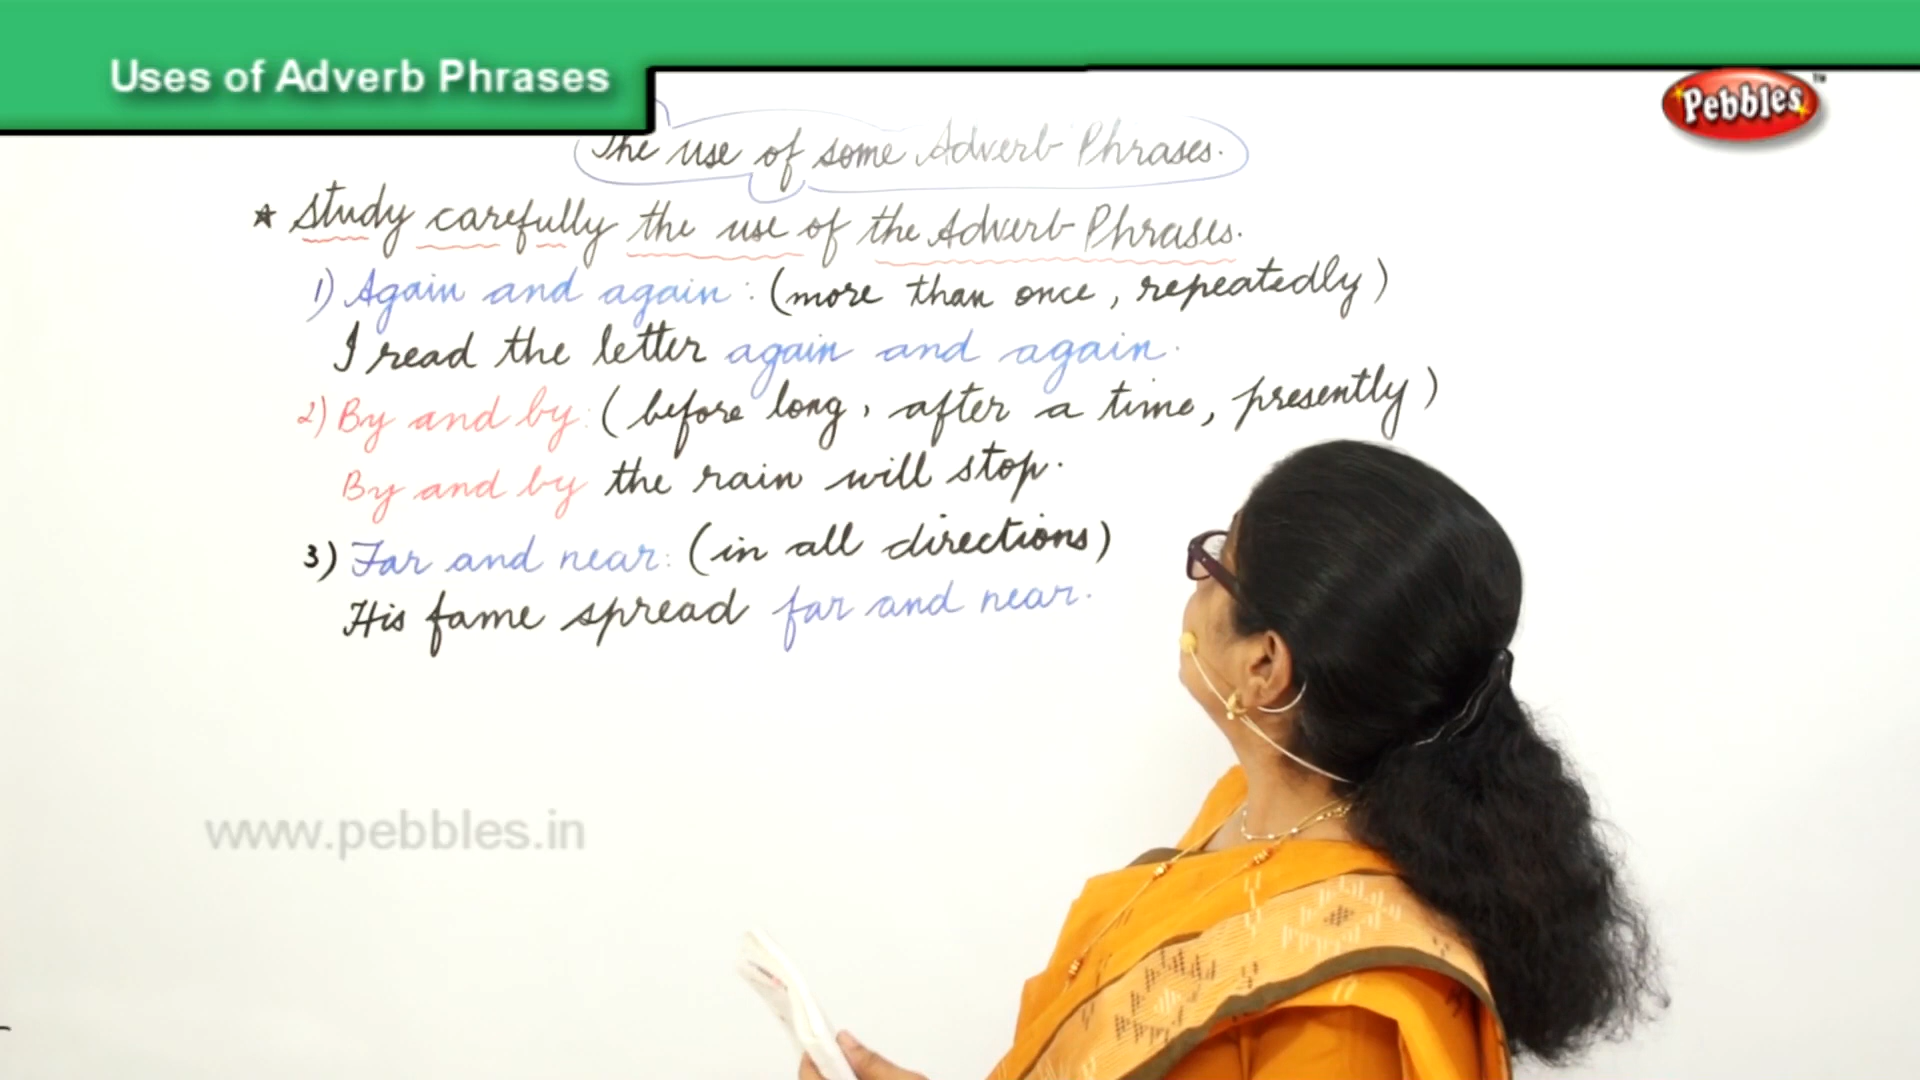 Uses of Adverb Phrases
Pebbles TM
The use of some Adverb Phrases.
* Study carefully the use of the Adverb Phrases.
1) Again and again: (more than once, repeatedly)
I read the letter again and again.
2) By and by: (before long, after a time, presently)
By and by the rain will stop.
3) Far and near: (in all directions)
His fame spread far and near.
www.pebbles.in